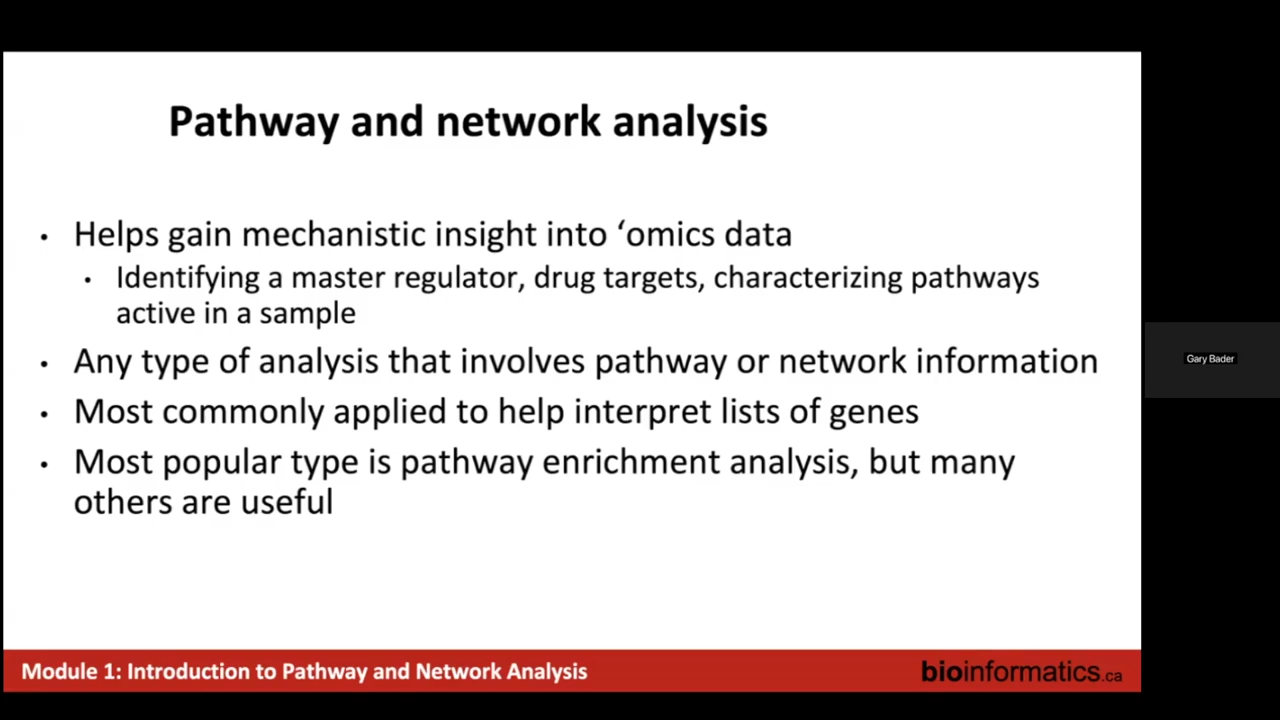 Pathway and network analysis
• Helps gain mechanistic insight into ‘omics data
• Identifying a master regulator, drug targets, characterizing pathways
active in a sample
• Any type of analysis that involves pathway or network information
• Most commonly applied to help interpret lists of genes
• Most popular type is pathway enrichment analysis, but many
others are useful
Gary Bader
Module 1: Introduction to Pathway and Network Analysis
bioinformatics.ca